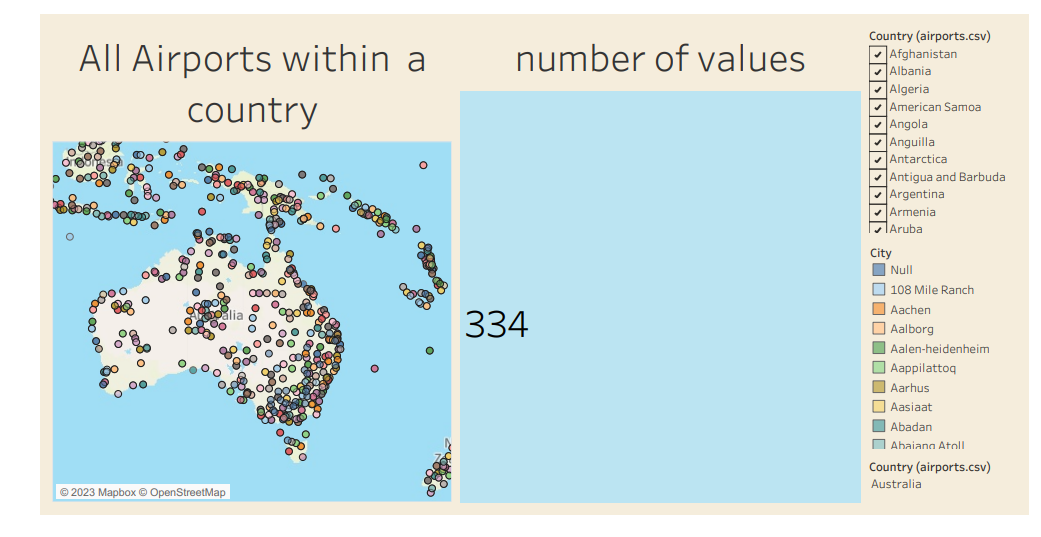 All Airports within a
country
number of values
Indonesia
Australia
© 2023 Mapbox © OpenStreetMap
334
Country (airports.csv)
Afghanistan
Albania
Algeria
American Samoa
Angola
Anguilla
Antarctica
Antigua and Barbuda
Argentina
Armenia
Aruba
City
Null
108 Mile Ranch
Aachen
Aalborg
Aalen-heidenheim
Aappilattoq
Aarhus
Aasiaat
Abadan
Abaiang Atoll
Country (airports.csv)
Australia